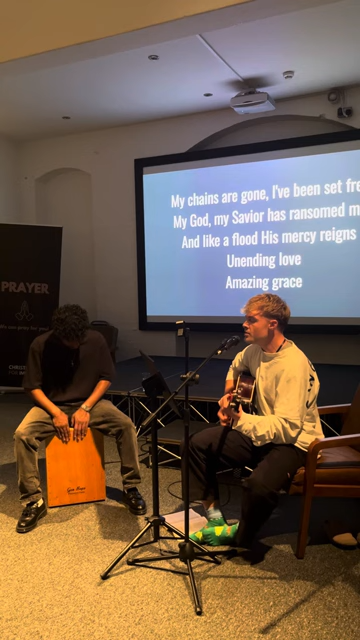 My chains are gone, I've been set fre
My God, my Savior has ransomed m
And like a flood His mercy reigns
Unending love
Amazing grace
PRAYER